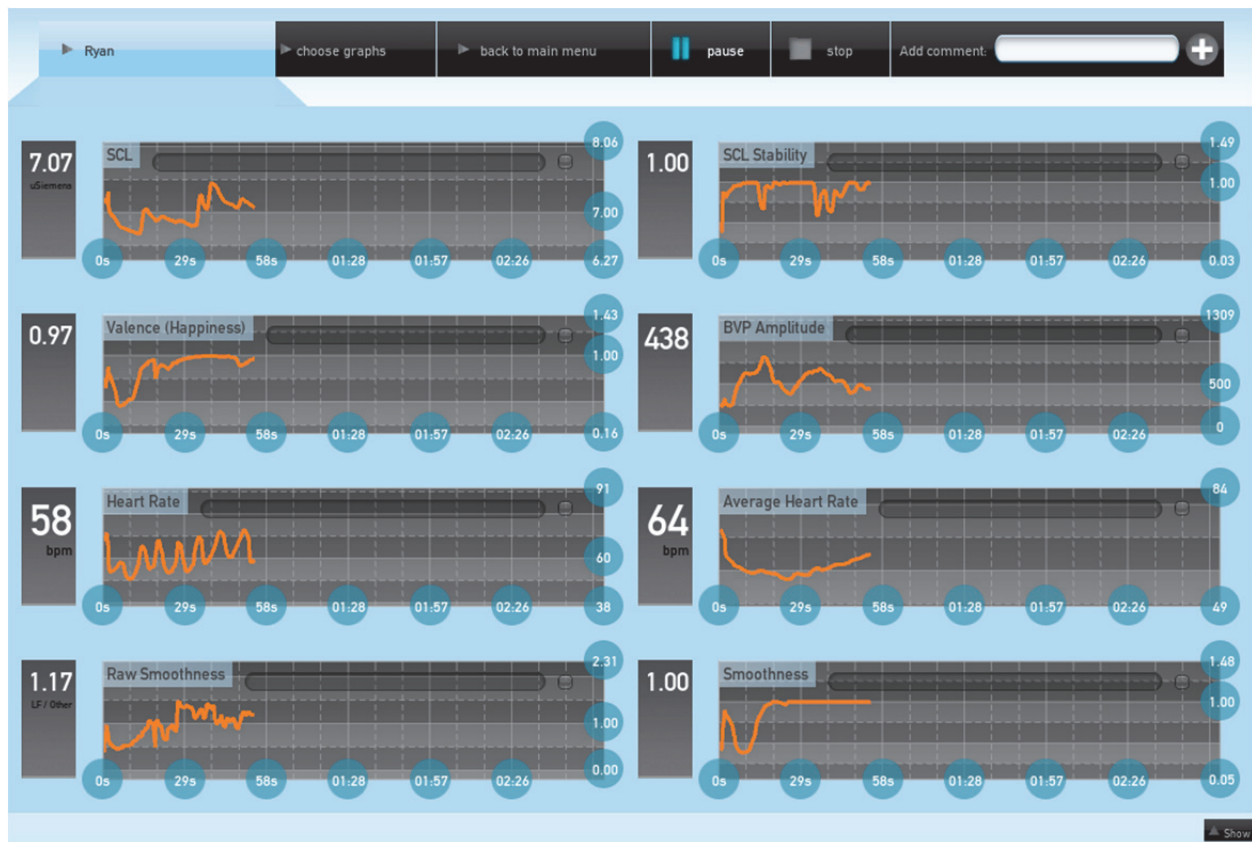 Ryan
choose graphs
back to main menu
pause
stop
Add comment:
7.07
uSiemens
SCL
8.06
7.00
6.27
0s 29s 58s 01:28 01:57 02:26
1.00
SCL Stability
1.49
1.00
0.03
0s 29s 58s 01:28 01:57 02:26
0.97
Valence (Happiness)
1.43
1.00
0.16
0s 29s 58s 01:28 01:57 02:26
438
BVP Amplitude
1309
500
0
0s 29s 58s 01:28 01:57 02:26
58
bpm
Heart Rate
91
60
38
0s 29s 58s 01:28 01:57 02:26
64
bpm
Average Heart Rate
84
49
0s 29s 58s 01:28 01:57 02:26
1.17
LF / Other
Raw Smoothness
2.31
1.00
0.00
0s 29s 58s 01:28 01:57 02:26
1.00
Smoothness
1.48
1.00
0.05
0s 29s 58s 01:28 01:57 02:26
Show